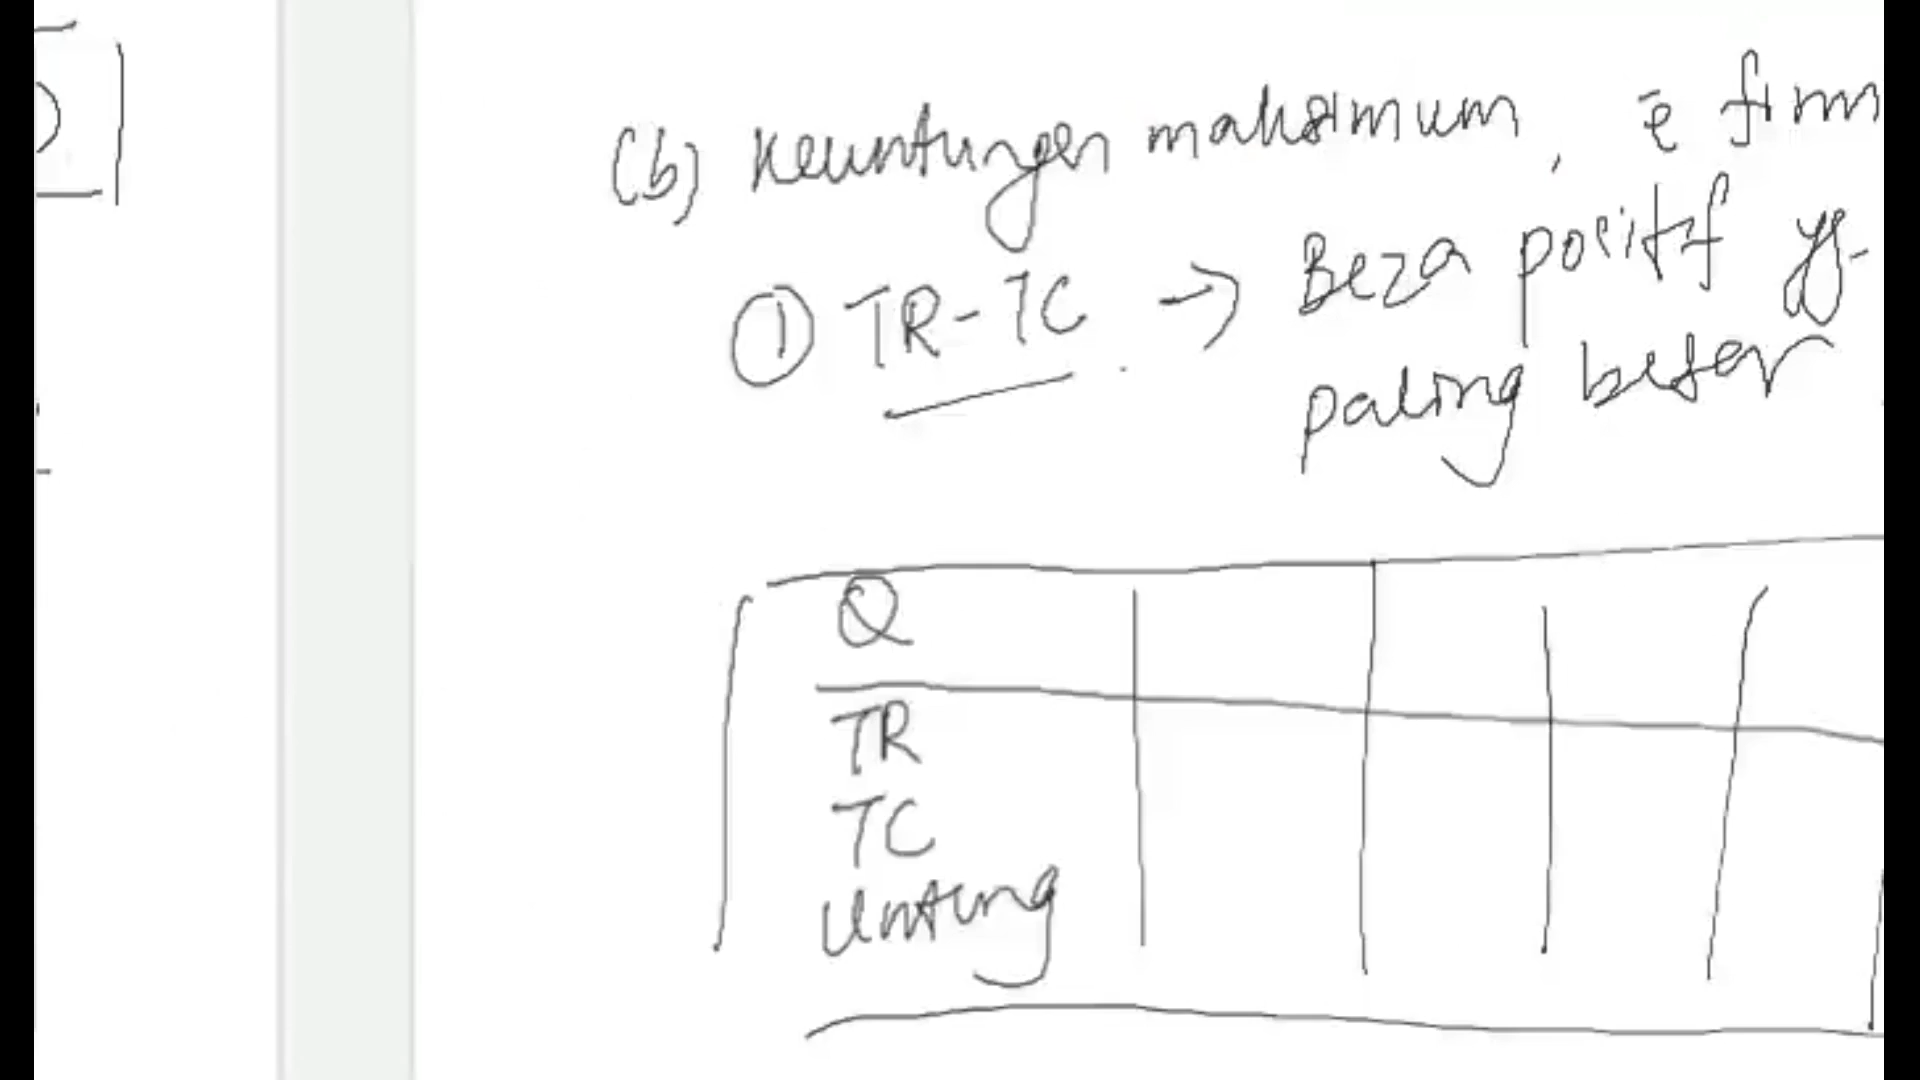 (b) Keuntungan maksimum, ē firm
① TR-TC → Beza positif yg
paling besar
Q
TR
TC
Untung